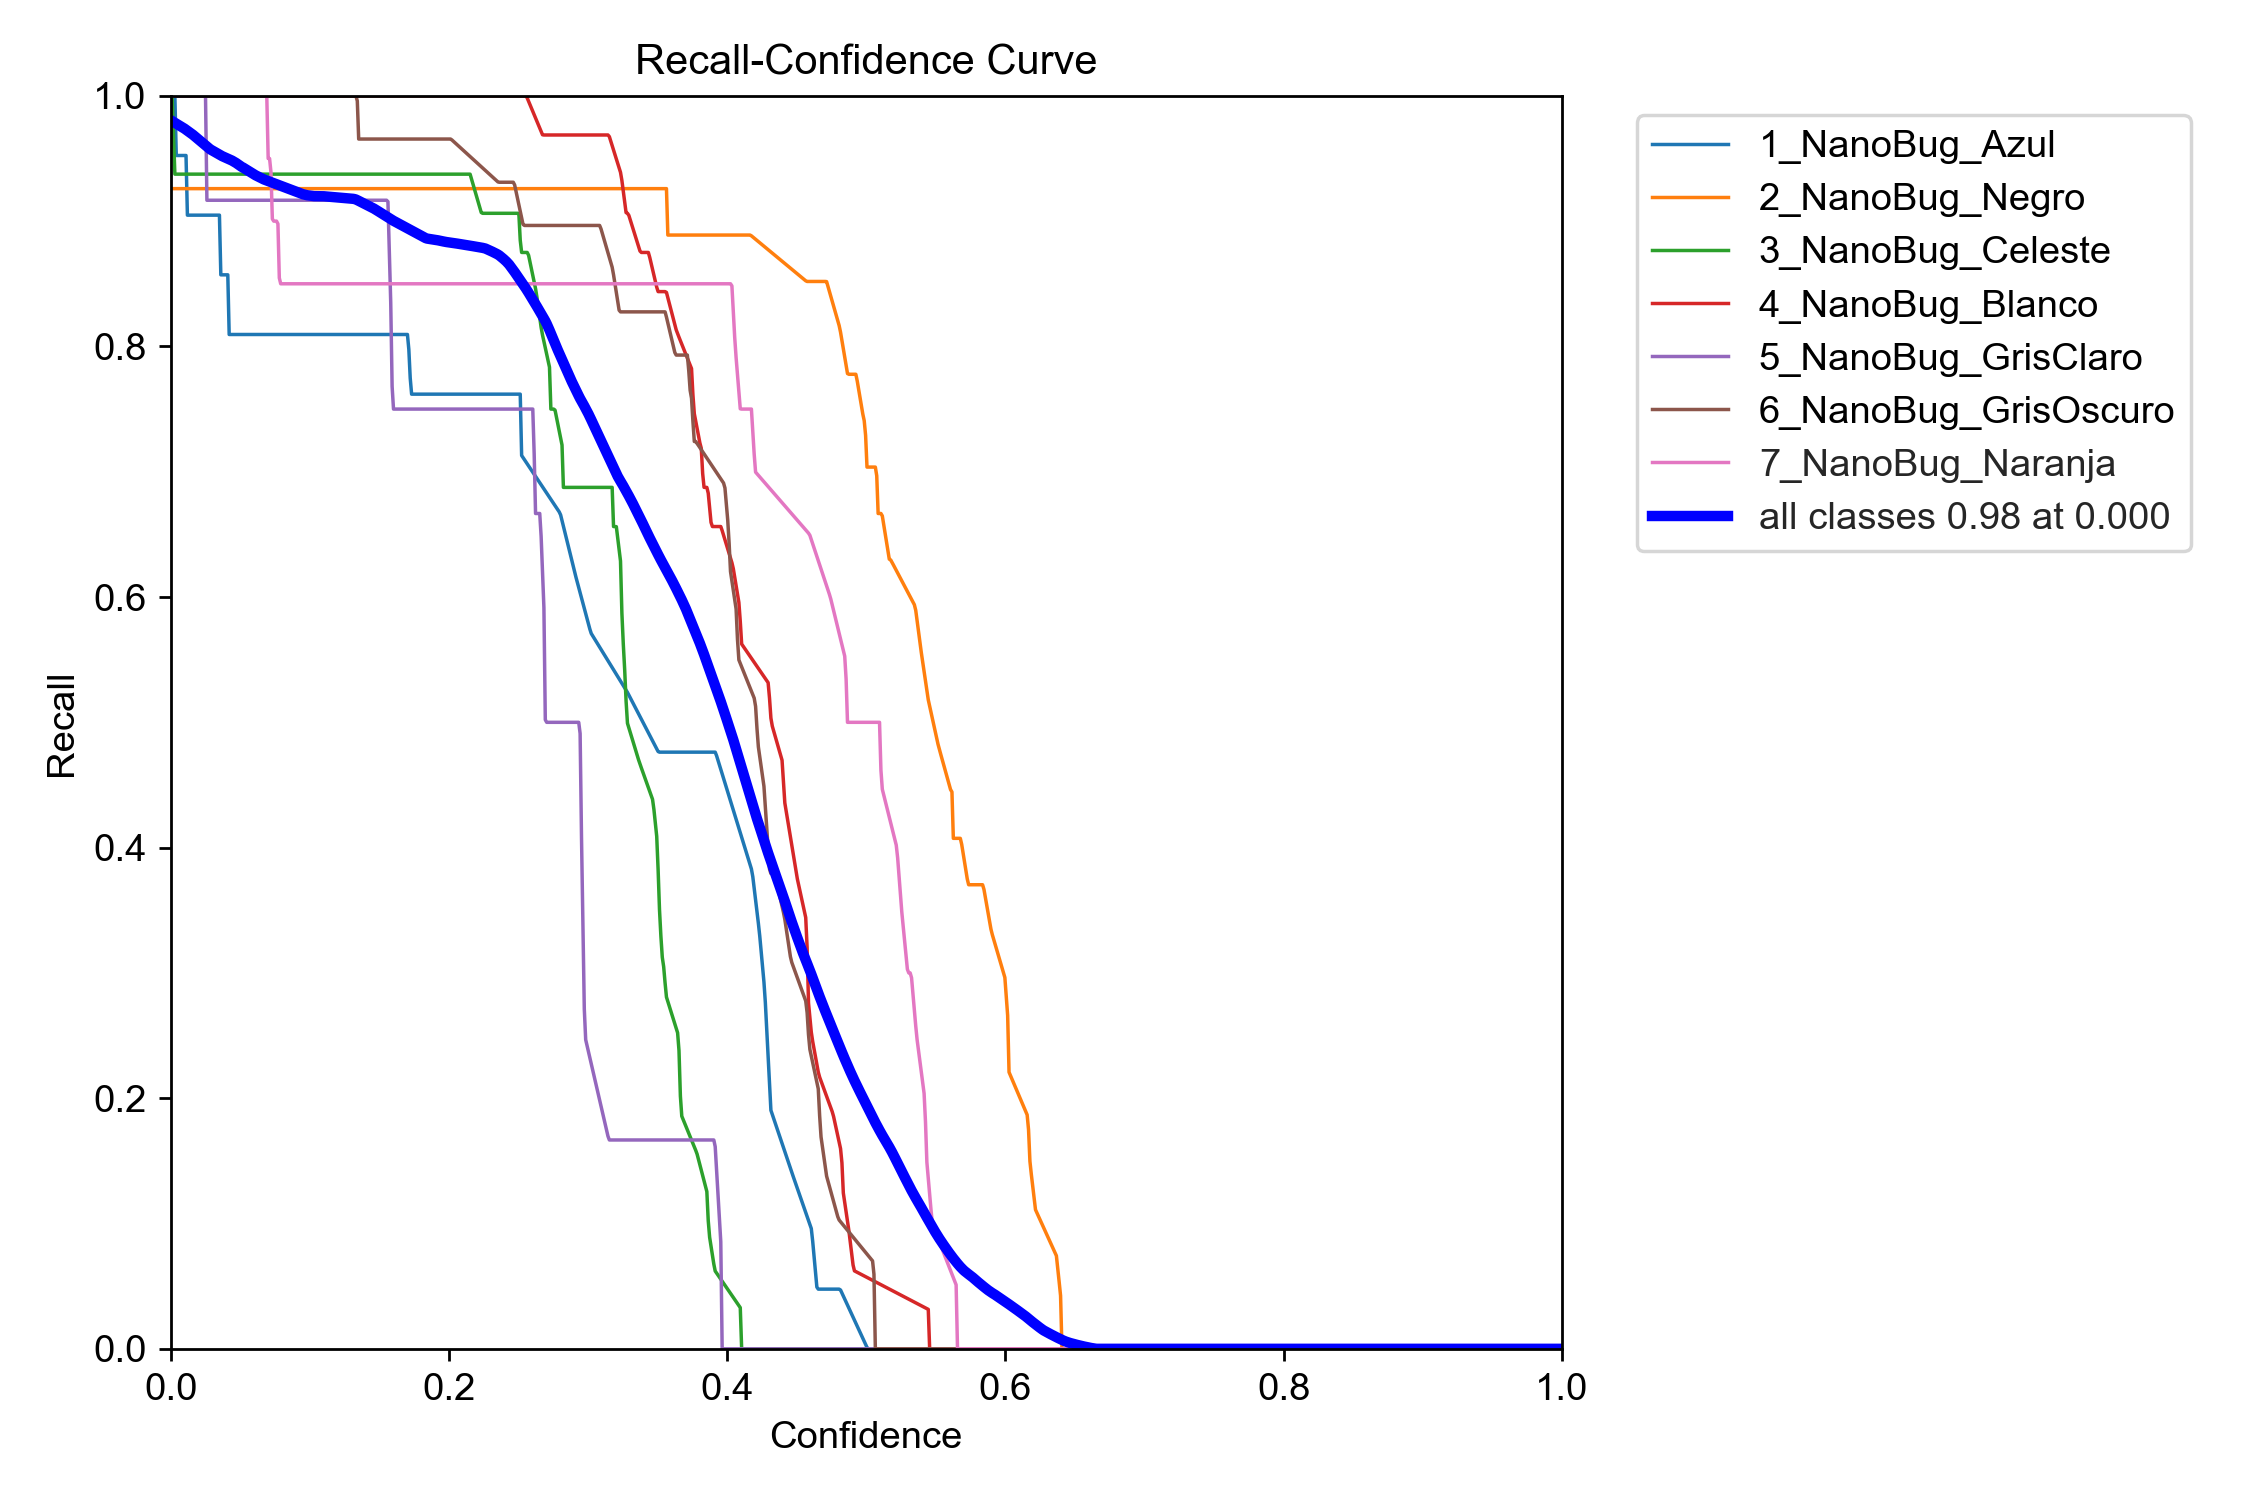 Recall-Confidence Curve
1.0
0.8
0.6
0.4
0.2
0.0
Recall
0.0 0.2 0.4 0.6 0.8 1.0
Confidence
1_NanoBug_Azul
2_NanoBug_Negro
3_NanoBug_Celeste
4_NanoBug_Blanco
5_NanoBug_GrisClaro
6_NanoBug_GrisOscuro
7_NanoBug_Naranja
all classes 0.98 at 0.000